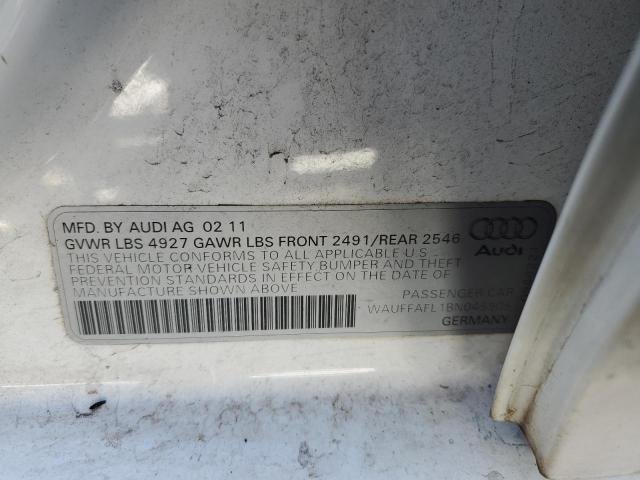 MFD. BY AUDI AG 02 11
GVWR LBS 4927 GAWR LBS FRONT 2491/REAR 2546
THIS VEHICLE CONFORMS TO ALL APPLICABLE U.S.
FEDERAL MOTOR VEHICLE SAFETY BUMPER AND THEFT
PREVENTION STANDARDS IN EFFECT ON THE DATE OF
MANUFACTURE SHOWN ABOVE
Audi
PASSENGER CAR
GERMANY